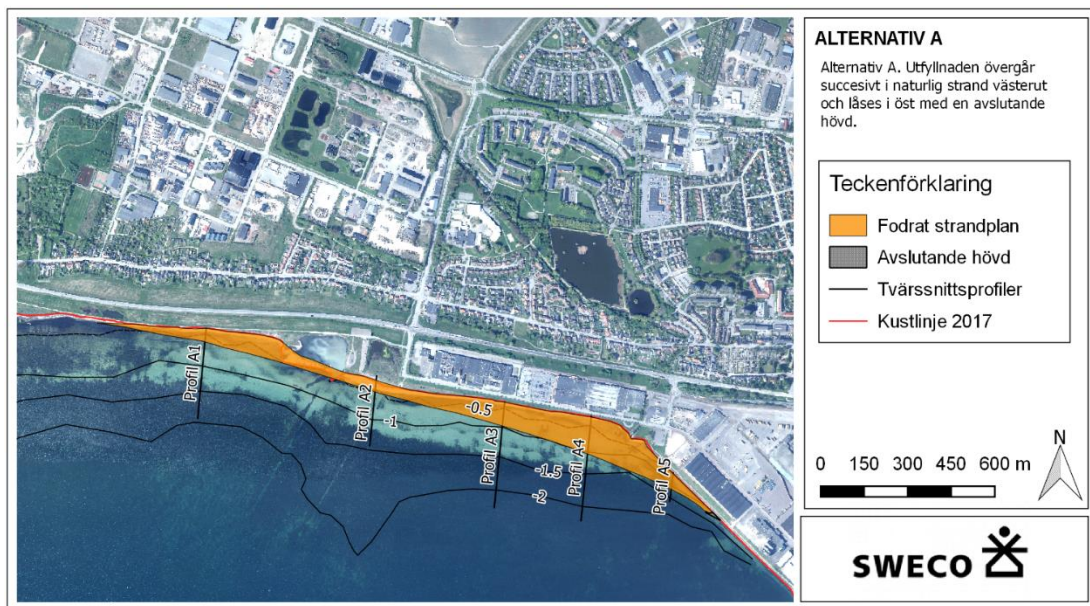 ALTERNATIV A
Alternativ A. Utfyllnaden övergår
succesivt i naturlig strand västerut
och låses i öst med en avslutande
hövd.
Teckenförklaring
Fodrat strandplan
Avslutande hövd
Tvärssnittsprofiler
Kustlinje 2017
Profil A1
Profil A2
Profil A3
Profil A4
Profil A5
-0.5
-1
-1.5
-2
N
0 150 300 450 600 m
SWECO